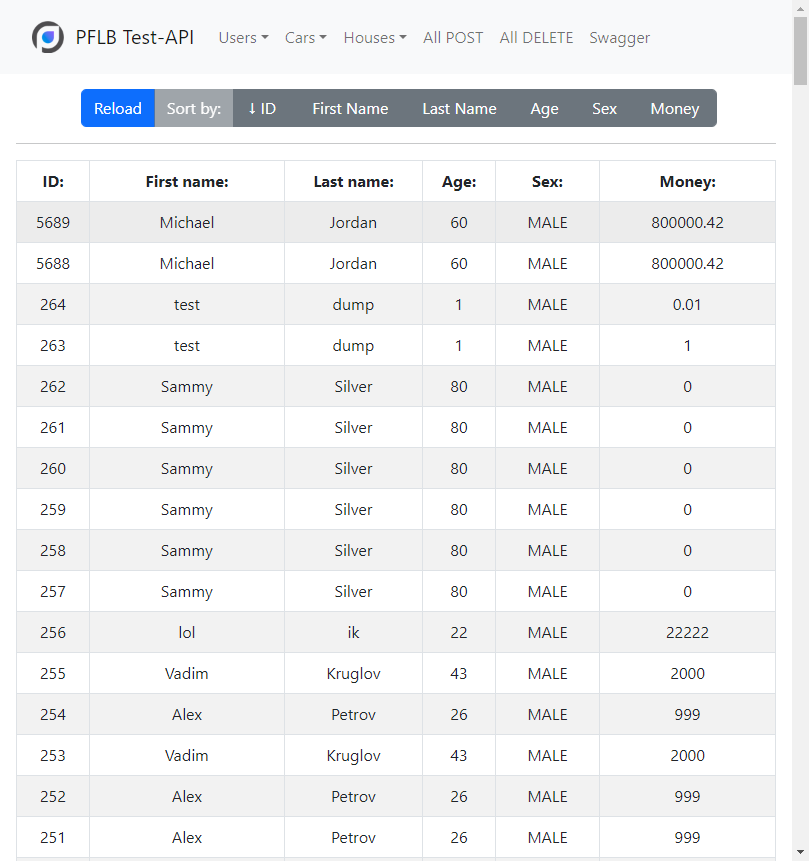 PFLB Test-API Users Cars Houses All POST All DELETE Swagger
Reload Sort by: ↓ ID First Name Last Name Age Sex Money
ID: First name: Last name: Age: Sex: Money:
5689 Michael Jordan 60 MALE 800000.42
5688 Michael Jordan 60 MALE 800000.42
264 test dump 1 MALE 0.01
263 test dump 1 MALE 1
262 Sammy Silver 80 MALE 0
261 Sammy Silver 80 MALE 0
260 Sammy Silver 80 MALE 0
259 Sammy Silver 80 MALE 0
258 Sammy Silver 80 MALE 0
257 Sammy Silver 80 MALE 0
256 lol ik 22 MALE 22222
255 Vadim Kruglov 43 MALE 2000
254 Alex Petrov 26 MALE 999
253 Vadim Kruglov 43 MALE 2000
252 Alex Petrov 26 MALE 999
251 Alex Petrov 26 MALE 999